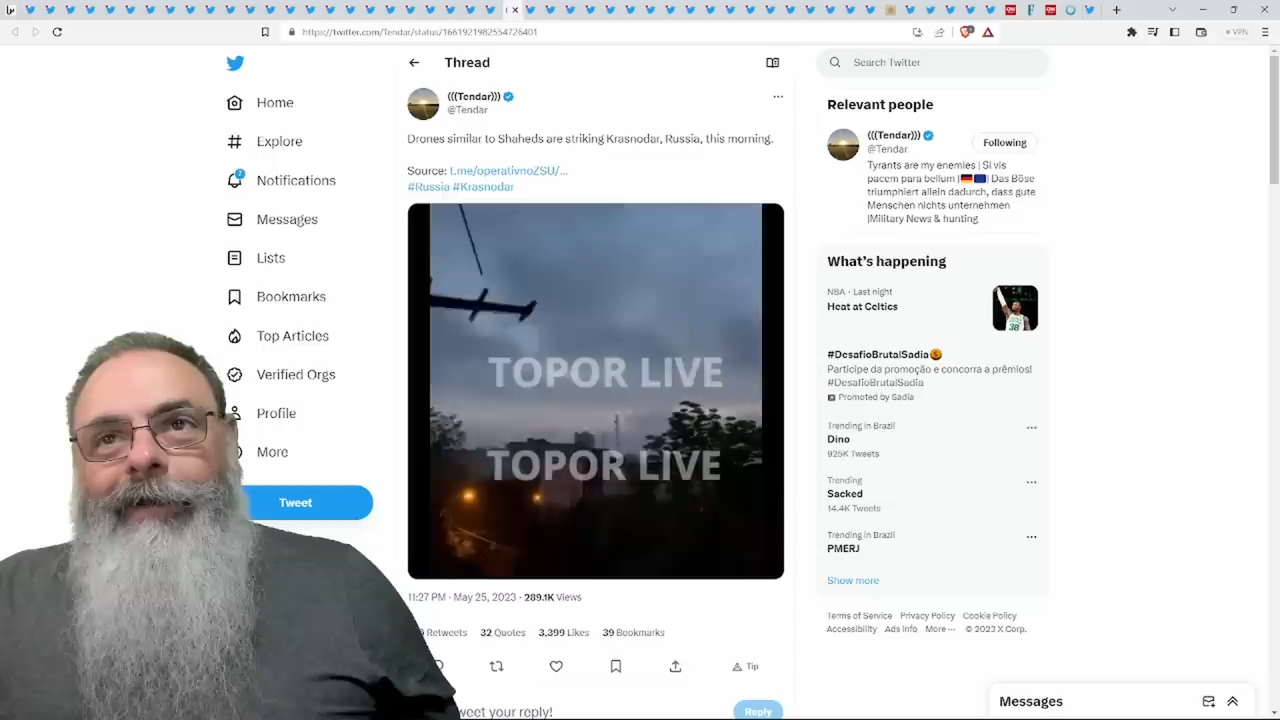 https://twitter.com/Tendar/status/1661921982554726401
VPN
Home
Explore
Notifications
Messages
Lists
Bookmarks
Top Articles
Verified Orgs
Profile
More
Tweet
Thread
(((Tendar)))
@Tendar
Drones similar to Shaheds are striking Krasnodar, Russia, this morning.
Source: t.me/operativnoZSU/...
#Russia #Krasnodar
TOPOR LIVE
TOPOR LIVE
11:27 PM · May 25, 2023 · 289.1K Views
Retweets 32 Quotes 3,399 Likes 39 Bookmarks
Tip
your reply!
Reply
Search Twitter
Relevant people
(((Tendar)))
@Tendar
Following
Tyrants are my enemies | Si vis
pacem para bellum | Das Böse
triumphiert allein dadurch, dass gute
Menschen nichts unternehmen
|Military News & hunting
What's happening
NBA · Last night
Heat at Celtics
38
#DesafioBrutalSadia
Participe da promoção e concorra a prêmios!
#DesafioBrutalSadia
Promoted by Sadia
Trending in Brazil
Dino
925K Tweets
Trending
Sacked
14.4K Tweets
Trending in Brazil
PMERJ
Show more
Terms of Service Privacy Policy Cookie Policy
Accessibility Ads info More ··· © 2023 X Corp.
Messages